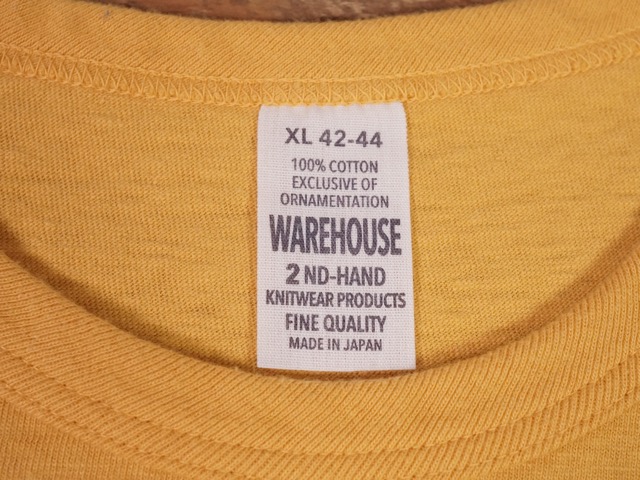 XL 42-44
100% COTTON
EXCLUSIVE OF
ORNAMENTATION
WAREHOUSE
2 ND-HAND
KNITWEAR PRODUCTS
FINE QUALITY
MADE IN JAPAN